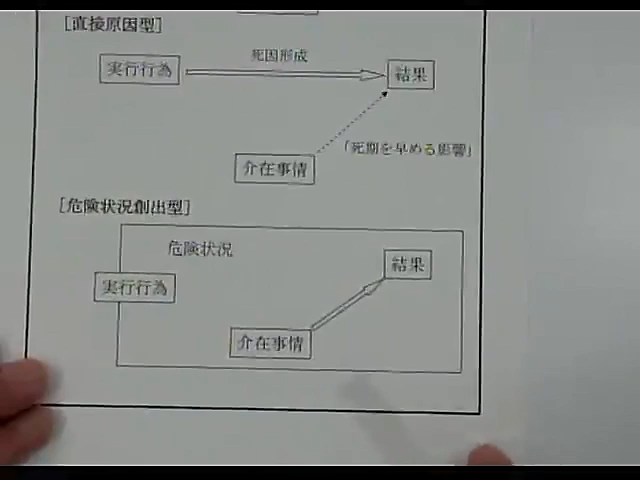 [直接原因型]
死因形成
実行行為
結果
介在事情
「死期を早める影響」
[危険状況創出型]
危険状況
結果
実行行為
介在事情